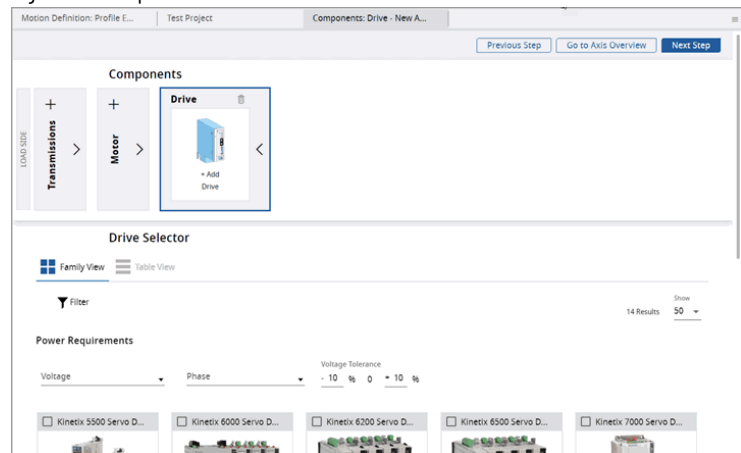 Motion Definition: Profile E... Test Project Components: Drive - New A...
Previous Step Go to Axis Overview Next Step
Components
LOAD SIDE
+
Transmissions
+
Motor
Drive
+ Add
Drive
Drive Selector
Family View Table View
Filter
Show
14 Results 50
Power Requirements
Voltage Tolerance
Voltage Phase - 10 % 0 + 10 %
Kinetix 5500 Servo D... Kinetix 6000 Servo D... Kinetix 6200 Servo D... Kinetix 6500 Servo D... Kinetix 7000 Servo D...